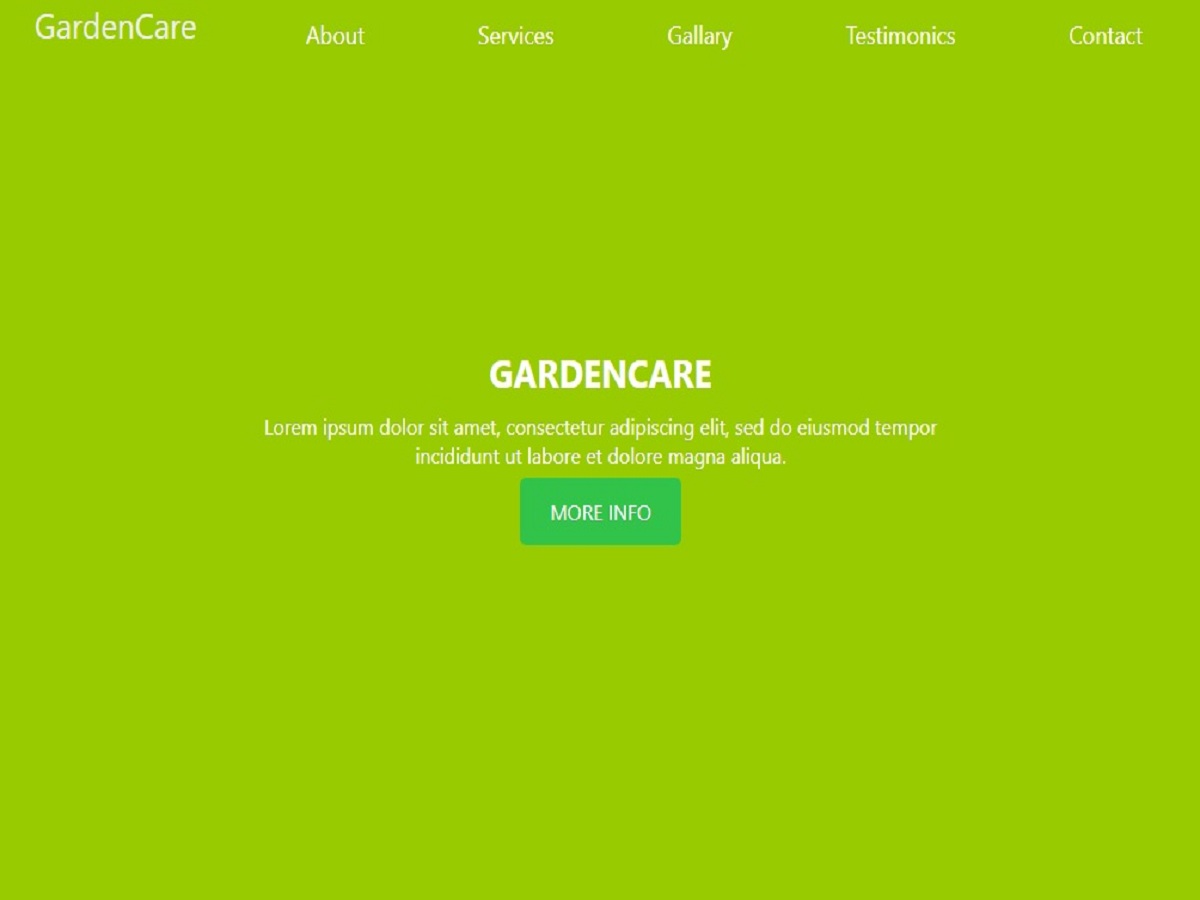 GardenCare
About
Services
Gallary
Testimonics
Contact
GARDENCARE
Lorem ipsum dolor sit amet, consectetur adipiscing elit, sed do eiusmod tempor
incididunt ut labore et dolore magna aliqua.
MORE INFO